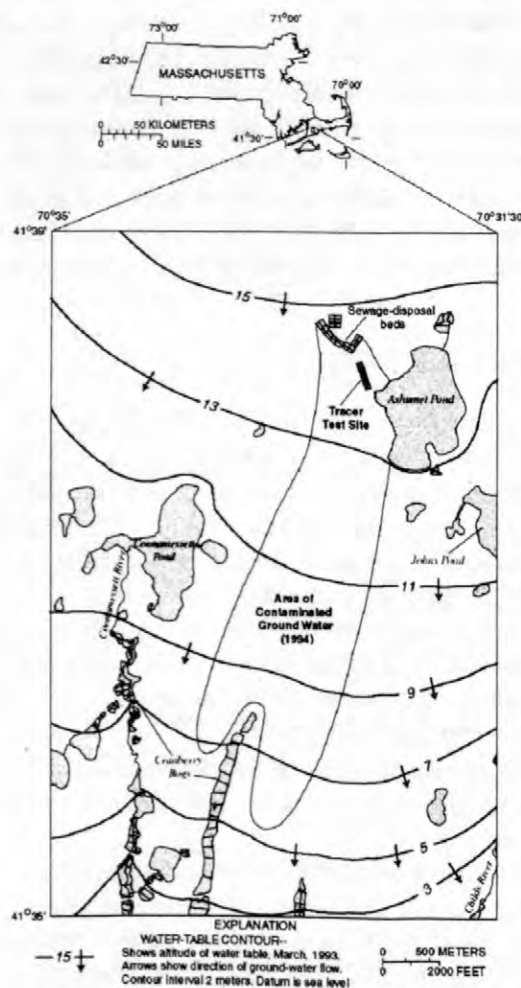 73°00'
71°00'
42°30'
MASSACHUSETTS
70°00'
0 50 KILOMETERS
0 50 MILES
41°30'
70°35'
70°31'30"
15
Sewage-disposal
beds
13
Tracer
Test Site
Ashumet Pond
Coonamessett
Pond
Johns Pond
11
Coonamessett River
Area of
Contaminated
Ground Water
(1994)
9
Cranberry
Bogs
7
5
3
Childs River
41°35'
EXPLANATION
WATER-TABLE CONTOUR--
15
Shows altitude of water table, March, 1993.
Arrows show direction of ground-water flow.
Contour Interval 2 meters. Datum is sea level
0 500 METERS
0 2000 FEET